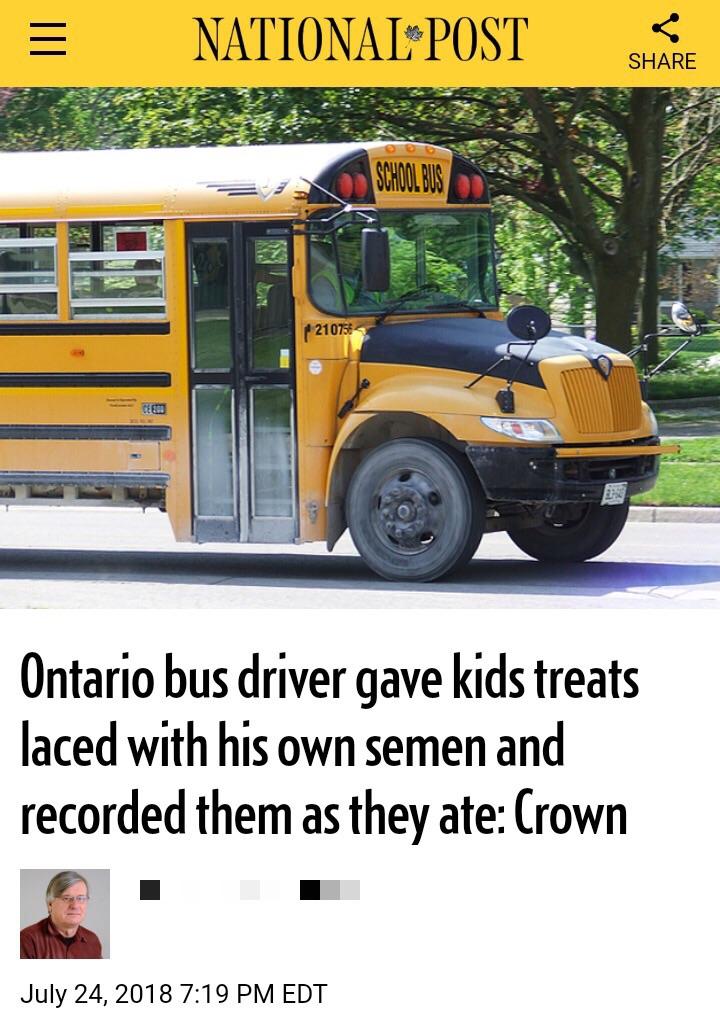 NATIONAL POST
SHARE
SCHOOL BUS
210756
Ontario bus driver gave kids treats
laced with his own semen and
recorded them as they ate: Crown
July 24, 2018 7:19 PM EDT